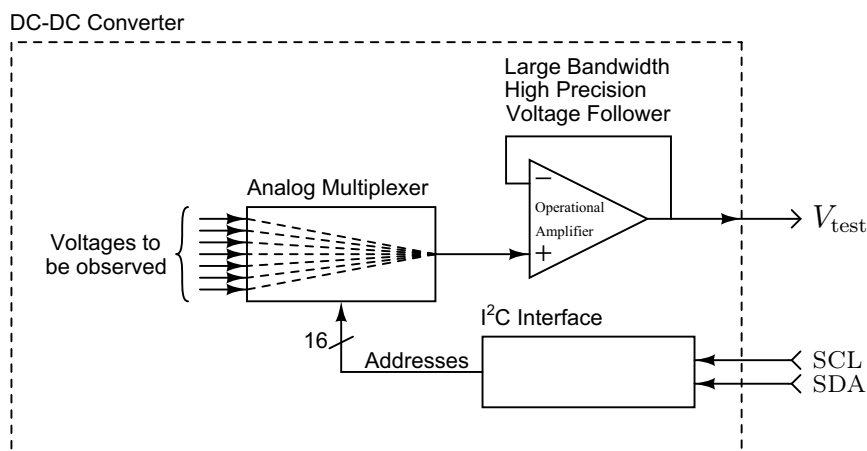 DC-DC Converter
Large Bandwidth
High Precision
Voltage Follower
Analog Multiplexer
−
Operational
Amplifier
+
V_test
Voltages to
be observed
I²C Interface
16
Addresses
SCL
SDA